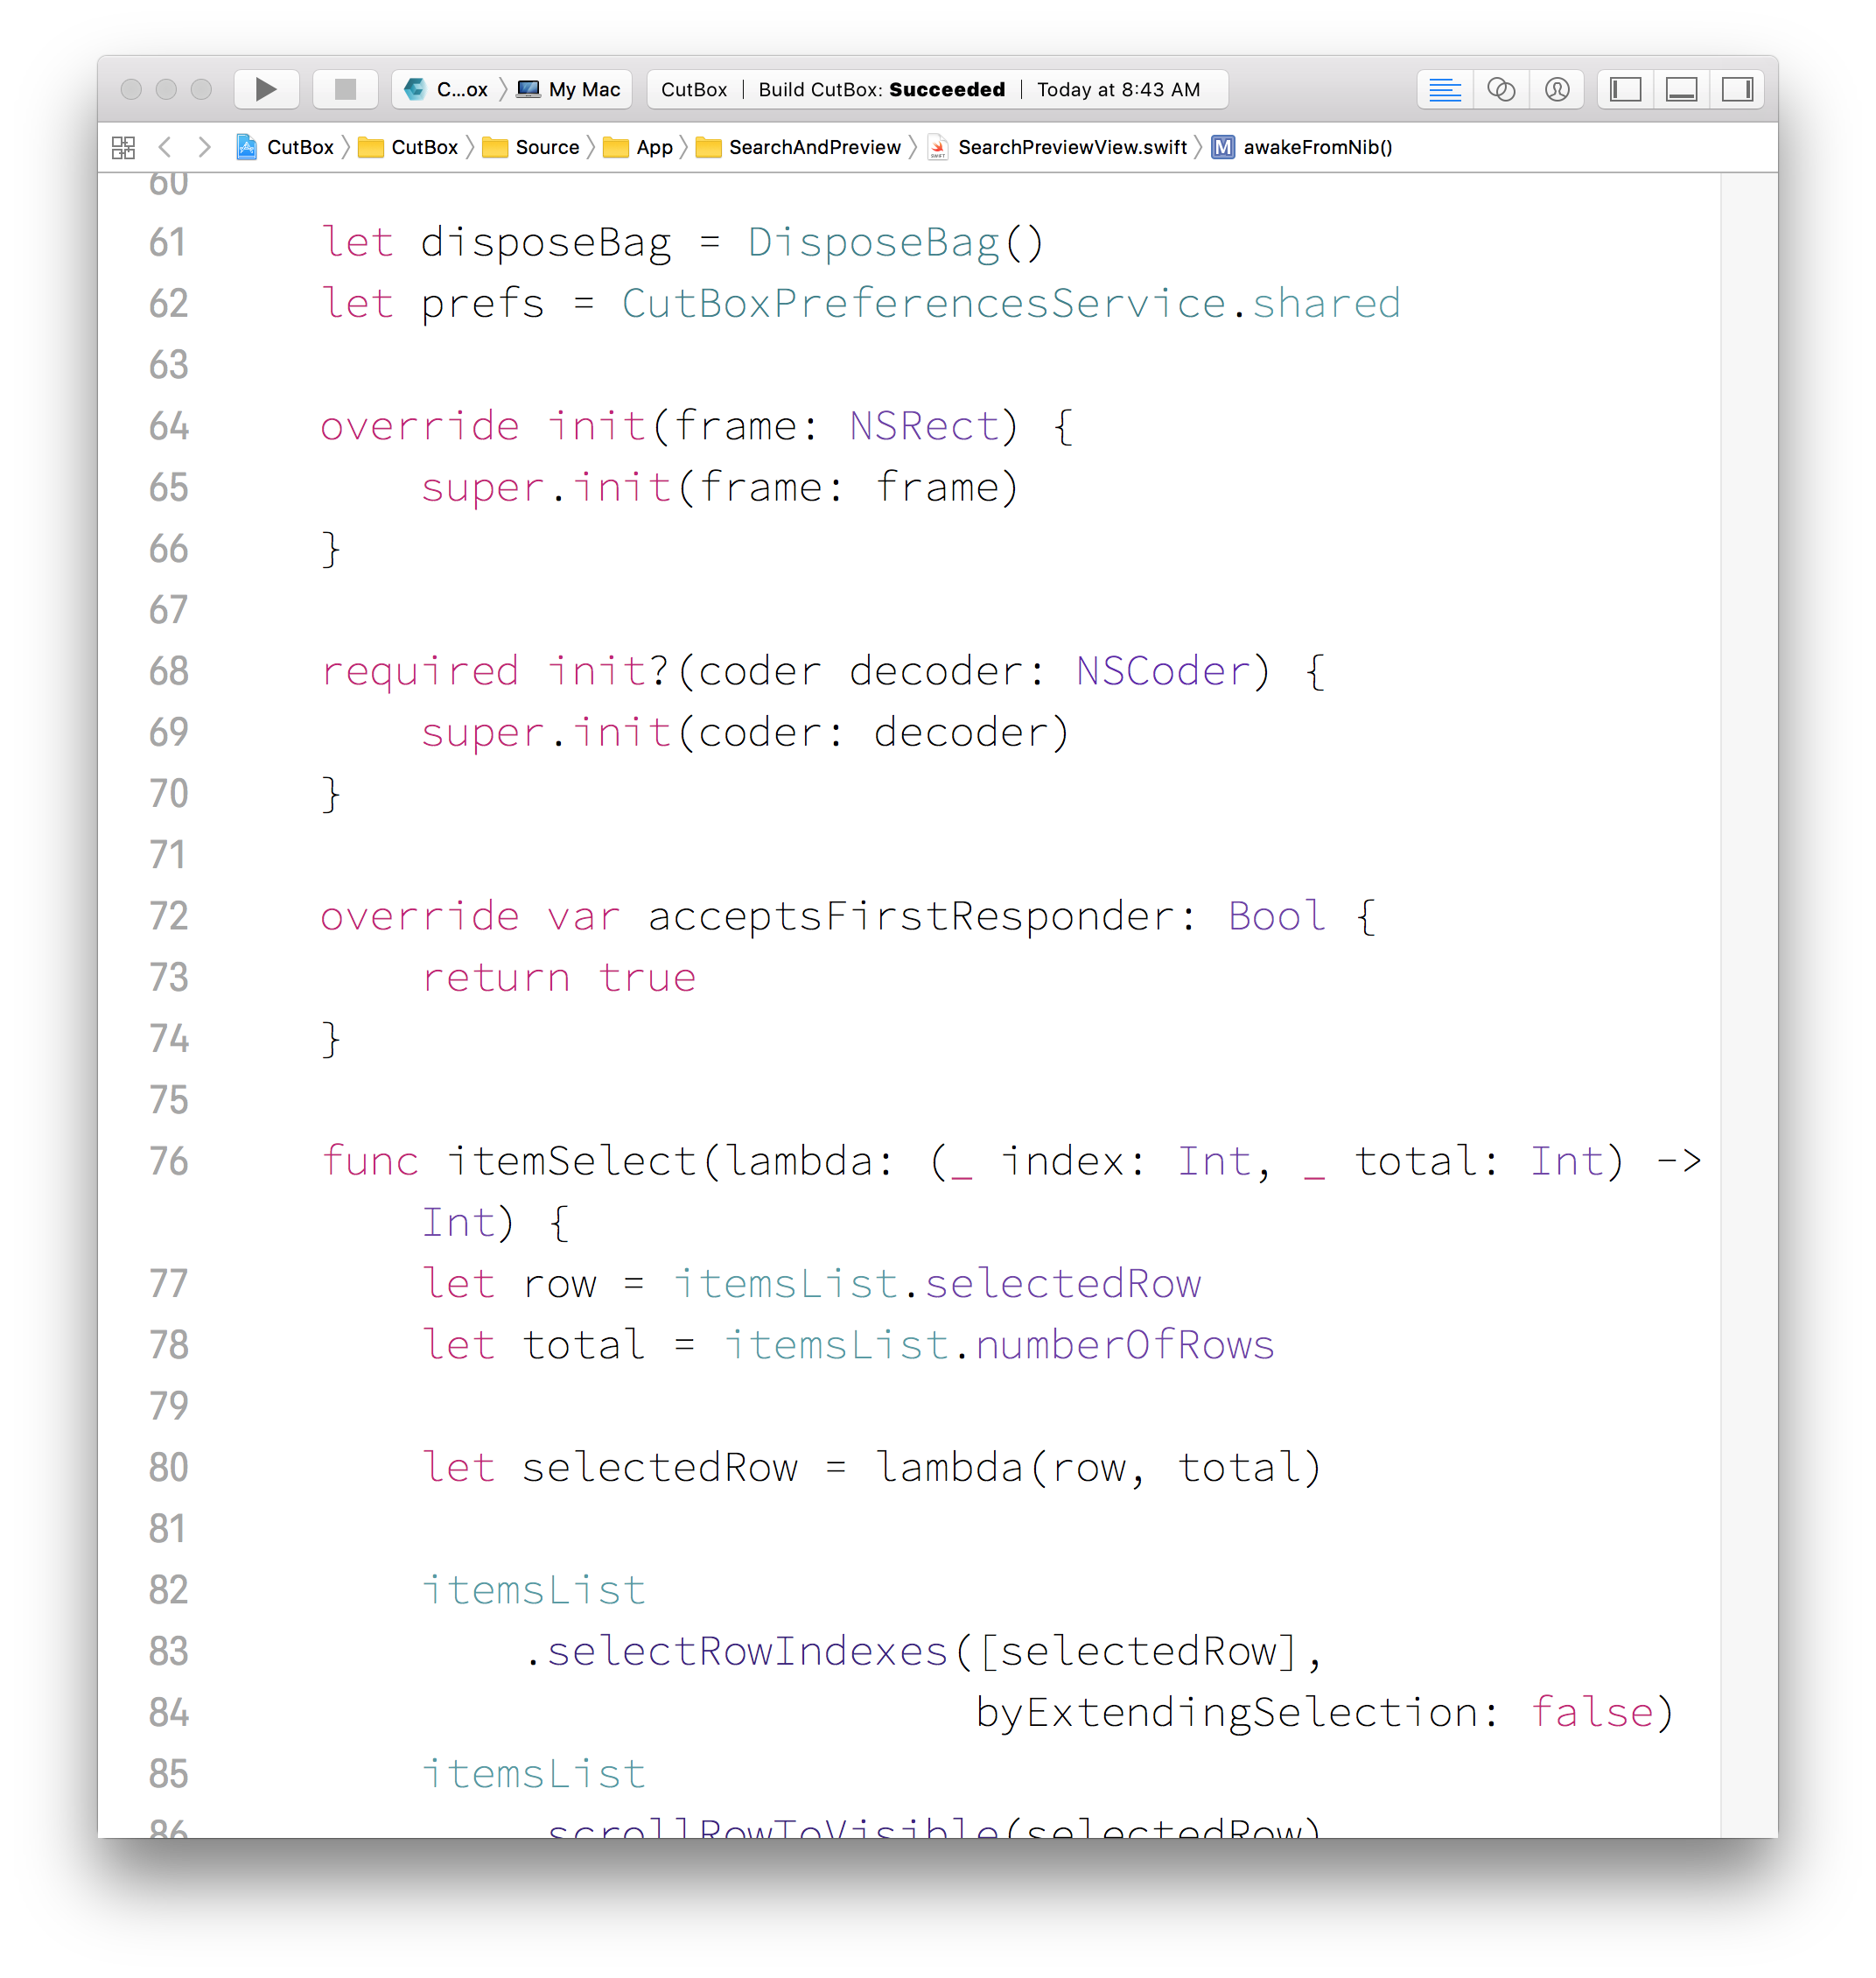 C...ox My Mac CutBox | Build CutBox: Succeeded | Today at 8:43 AM
CutBox CutBox Source App SearchAndPreview SearchPreviewView.swift M awakeFromNib()
60
61 let disposeBag = DisposeBag()
62 let prefs = CutBoxPreferencesService.shared
63
64 override init(frame: NSRect) {
65 super.init(frame: frame)
66 }
67
68 required init?(coder decoder: NSCoder) {
69 super.init(coder: decoder)
70 }
71
72 override var acceptsFirstResponder: Bool {
73 return true
74 }
75
76 func itemSelect(lambda: (_ index: Int, _ total: Int) ->
Int) {
77 let row = itemsList.selectedRow
78 let total = itemsList.numberOfRows
79
80 let selectedRow = lambda(row, total)
81
82 itemsList
83 .selectRowIndexes([selectedRow],
84 byExtendingSelection: false)
85 itemsList
86 scrollRowToVisible(selectedRow)